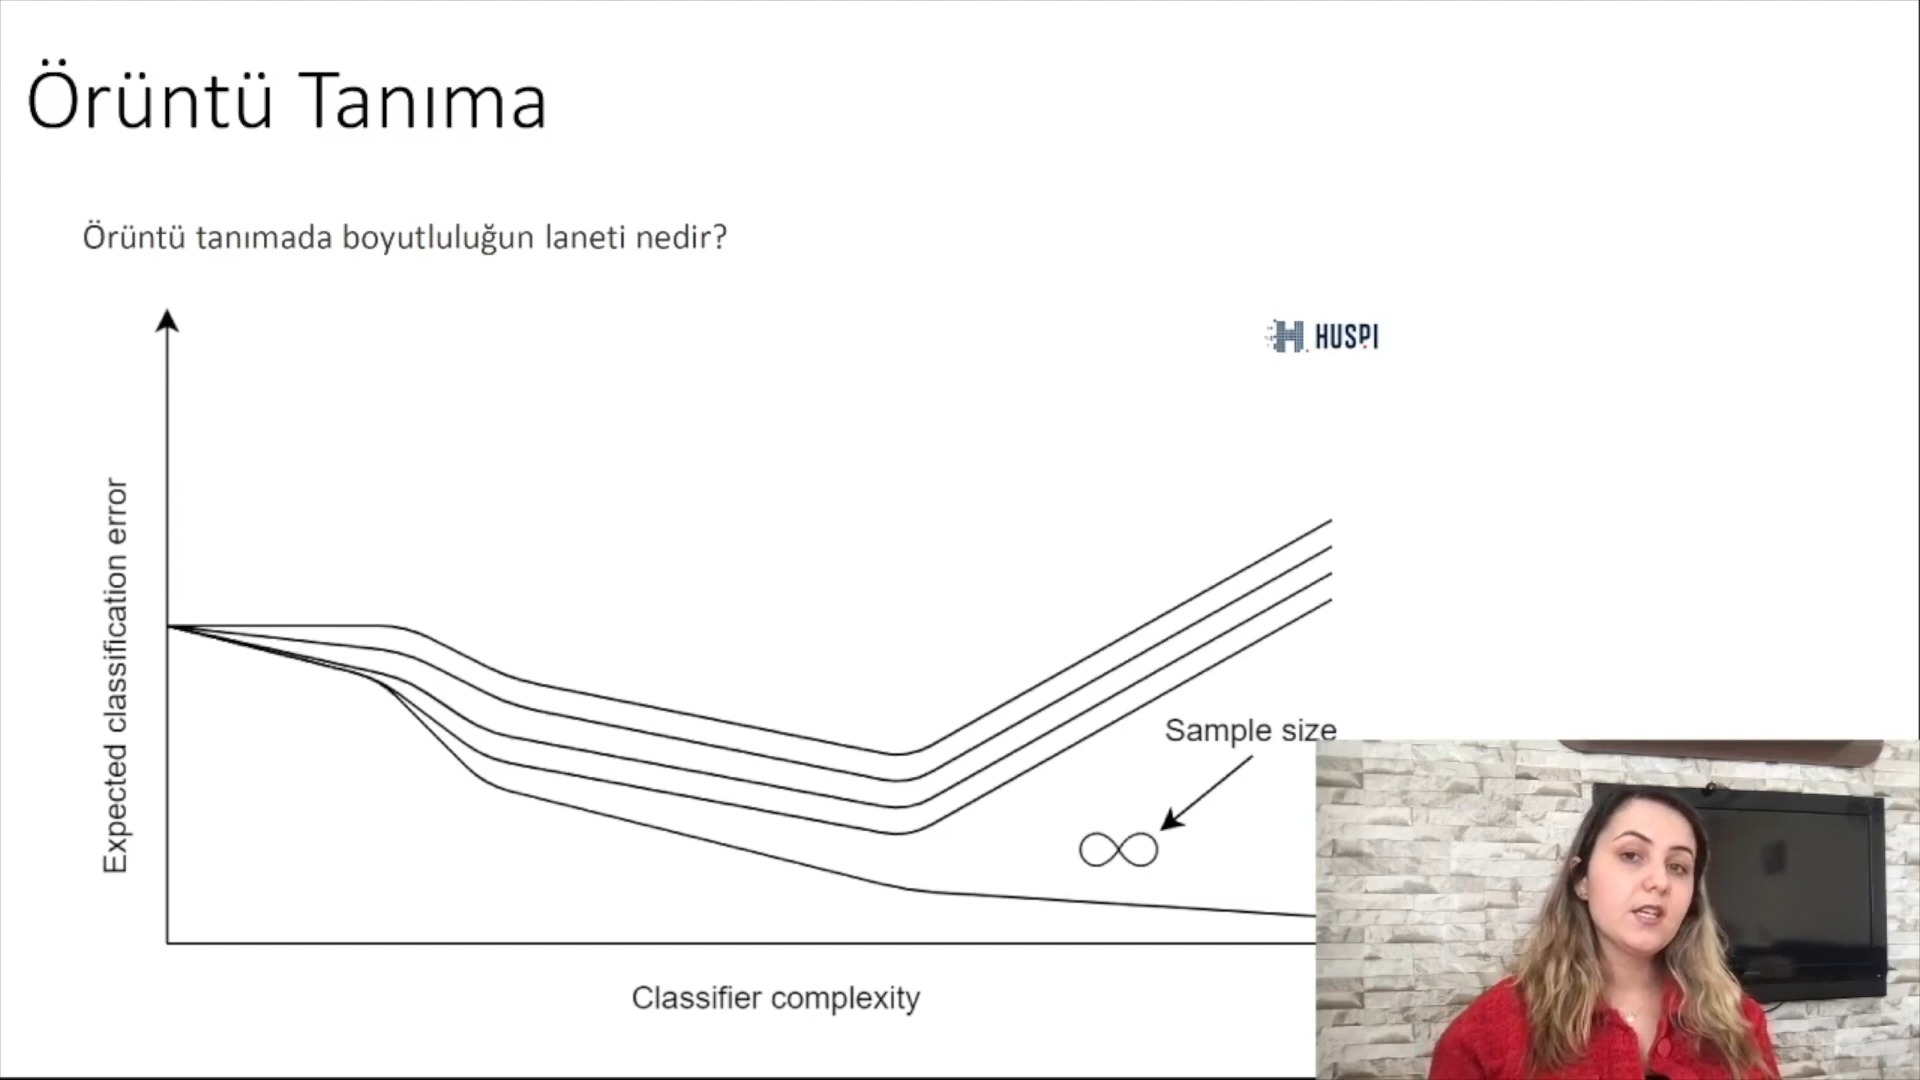 Örüntü Tanıma
Örüntü tanımada boyutluluğun laneti nedir?
HUSPI
Expected classification error
Sample size
Classifier complexity